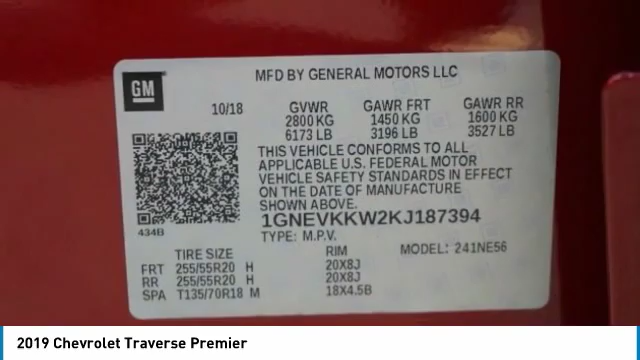 GM
MFD BY GENERAL MOTORS LLC
10/18 GVWR GAWR FRT GAWR RR
2800 KG 1450 KG 1600 KG
6173 LB 3196 LB 3527 LB
THIS VEHICLE CONFORMS TO ALL
APPLICABLE U.S. FEDERAL MOTOR
VEHICLE SAFETY STANDARDS IN EFFECT
ON THE DATE OF MANUFACTURE
SHOWN ABOVE.
1GNEVKKW2KJ187394
434B
TYPE: M.P.V. MODEL: 241NE56
TIRE SIZE RIM
FRT 255/55R20 H 20X8J
RR 255/55R20 H 20X8J
SPA T135/70R18 M 18X4.5B
2019 Chevrolet Traverse Premier